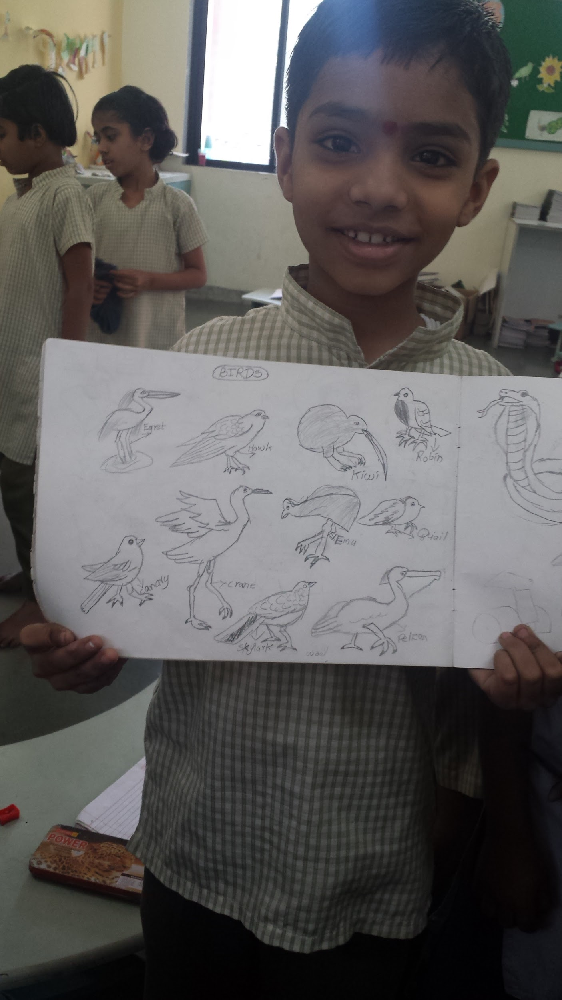 BIRDS
Egret
Hawk
Kiwi
Robin
Emu
Quail
Canary
crane
Skylark
Pelican
POWER